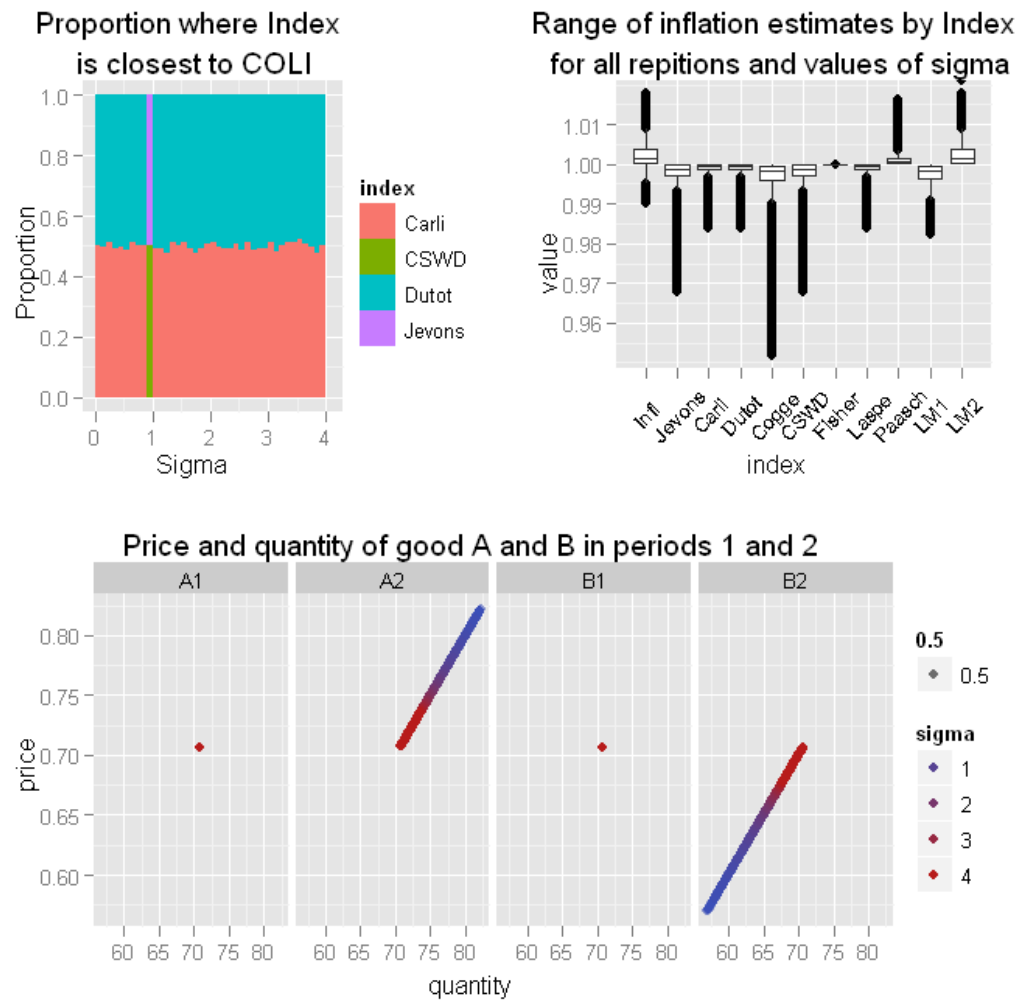 Proportion where Index
is closest to COLI
Proportion
1.0
0.8
0.6
0.4
0.2
0.0
0 1 2 3 4
Sigma
index
Carli
CSWD
Dutot
Jevons
Range of inflation estimates by Index
for all repitions and values of sigma
value
1.01
1.00
0.99
0.98
0.97
0.96
Infl Jevons Carli Dutot Cogge CSWD Fisher Laspe Paasch LM1 LM2
index
Price and quantity of good A and B in periods 1 and 2
A1 A2 B1 B2
price
0.80
0.75
0.70
0.65
0.60
60 65 70 75 80 60 65 70 75 80 60 65 70 75 80 60 65 70 75 80
quantity
0.5
0.5
sigma
1
2
3
4